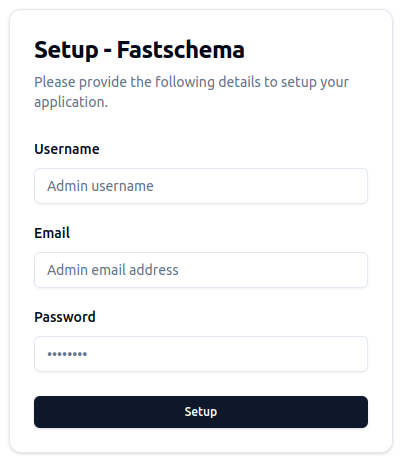 Setup - Fastschema
Please provide the following details to setup your
application.
Username
Admin username
Email
Admin email address
Password
••••••••
Setup